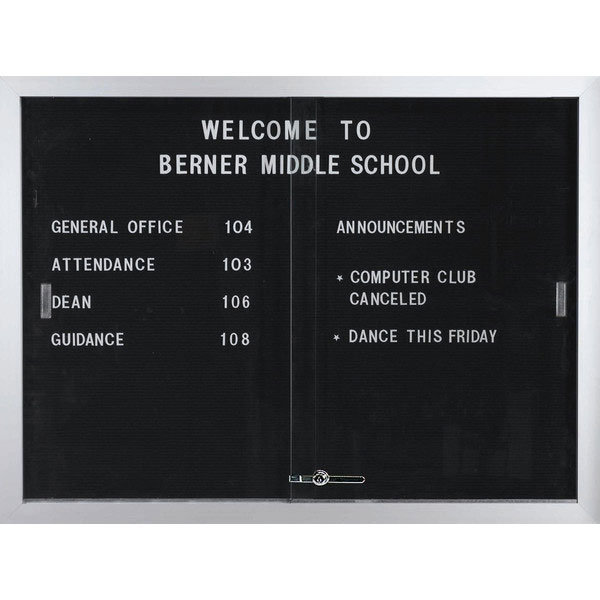 WELCOME TO
BERNER MIDDLE SCHOOL
GENERAL OFFICE 104
ATTENDANCE 103
DEAN 106
GUIDANCE 108
ANNOUNCEMENTS
* COMPUTER CLUB
CANCELED
* DANCE THIS FRIDAY